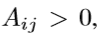 A_{ij} > 0,